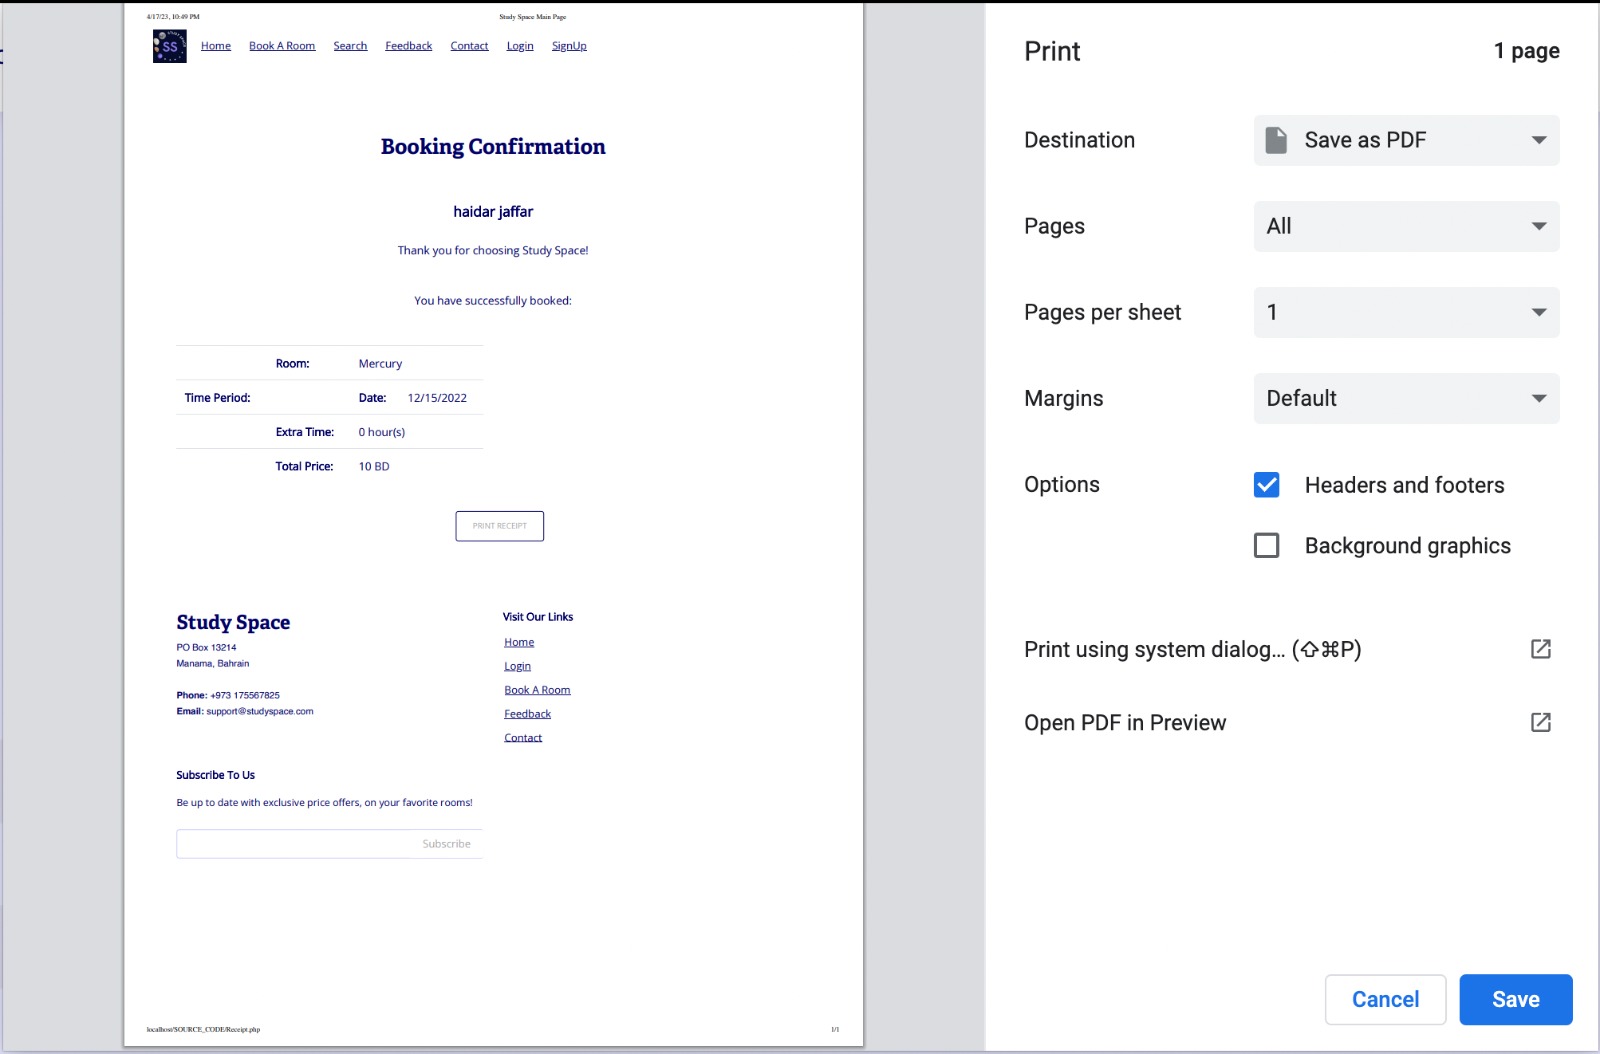 4/17/23, 10:49 PM Study Space Main Page
SS Home Book A Room Search Feedback Contact Login SignUp
Booking Confirmation
haidar jaffar
Thank you for choosing Study Space!
You have successfully booked:
Room: Mercury
Time Period: Date: 12/15/2022
Extra Time: 0 hour(s)
Total Price: 10 BD
PRINT RECEIPT
Study Space
PO Box 13214
Manama, Bahrain
Phone: +973 175567825
Email: support@studyspace.com
Visit Our Links
Home
Login
Book A Room
Feedback
Contact
Subscribe To Us
Be up to date with exclusive price offers, on your favorite rooms!
Subscribe
localhost/SOURCE_CODE/Receipt.php 1/1
Print 1 page
Destination Save as PDF
Pages All
Pages per sheet 1
Margins Default
Options Headers and footers
Background graphics
Print using system dialog... (⇧⌘P)
Open PDF in Preview
Cancel Save